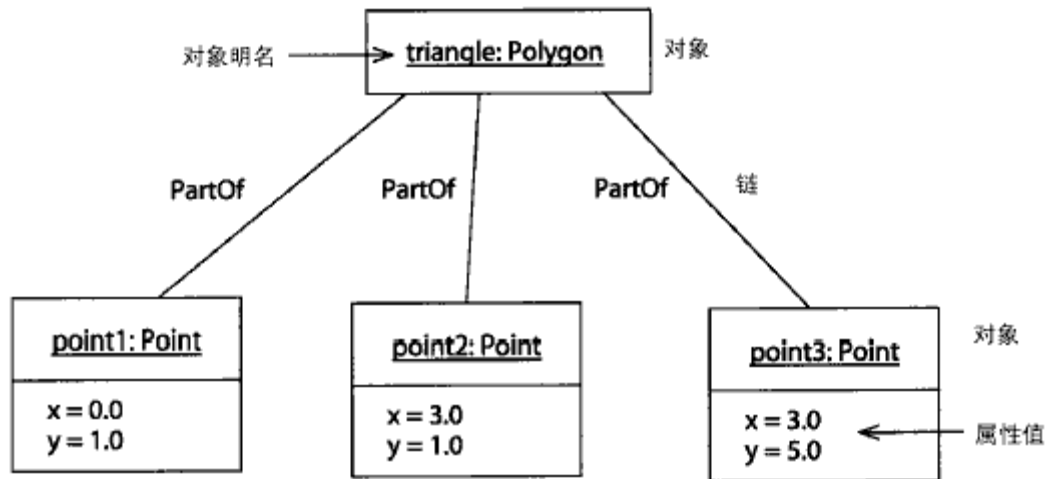 对象明名
triangle: Polygon
对象
PartOf
PartOf
PartOf
链
point1: Point
x = 0.0
y = 1.0
point2: Point
x = 3.0
y = 1.0
point3: Point
x = 3.0
y = 5.0
对象
属性值